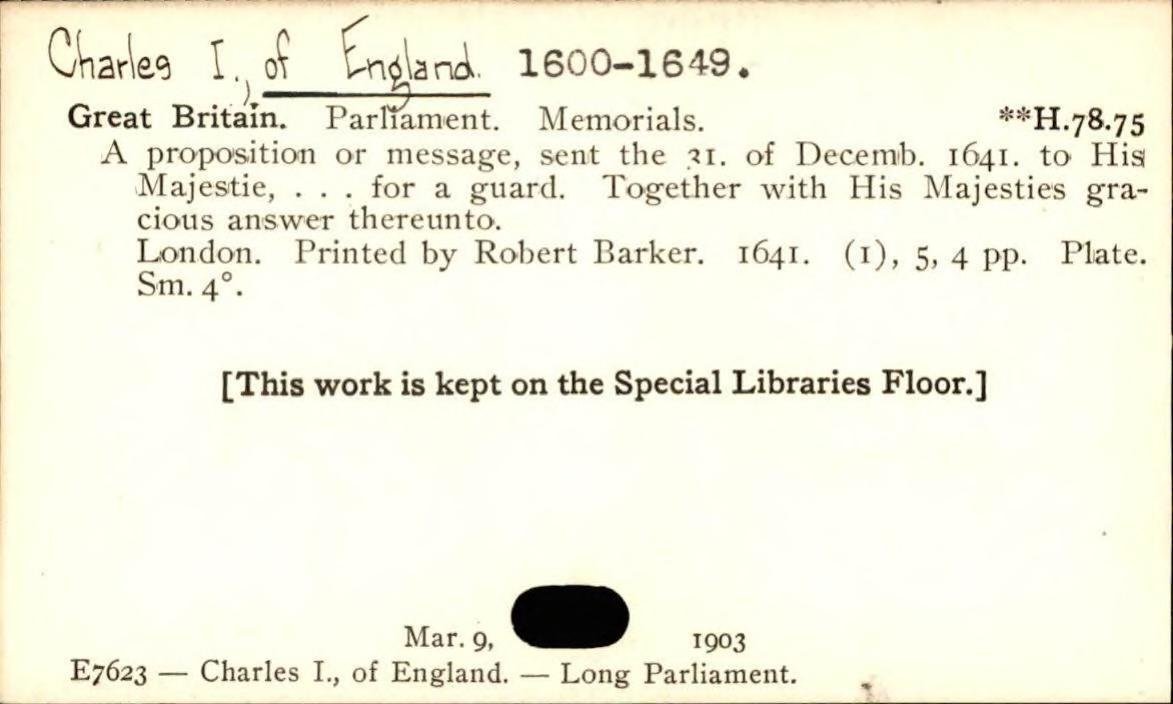 Charles I., of England. 1600-1649.
Great Britain. Parliament. Memorials. **H.78.75
A proposition or message, sent the 31. of Decemb. 1641. to His
Majestie, . . . for a guard. Together with His Majesties gra-
cious answer thereunto.
London. Printed by Robert Barker. 1641. (1), 5, 4 pp. Plate.
Sm. 4°.
[This work is kept on the Special Libraries Floor.]
Mar. 9, 1903
E7623 — Charles I., of England. — Long Parliament.